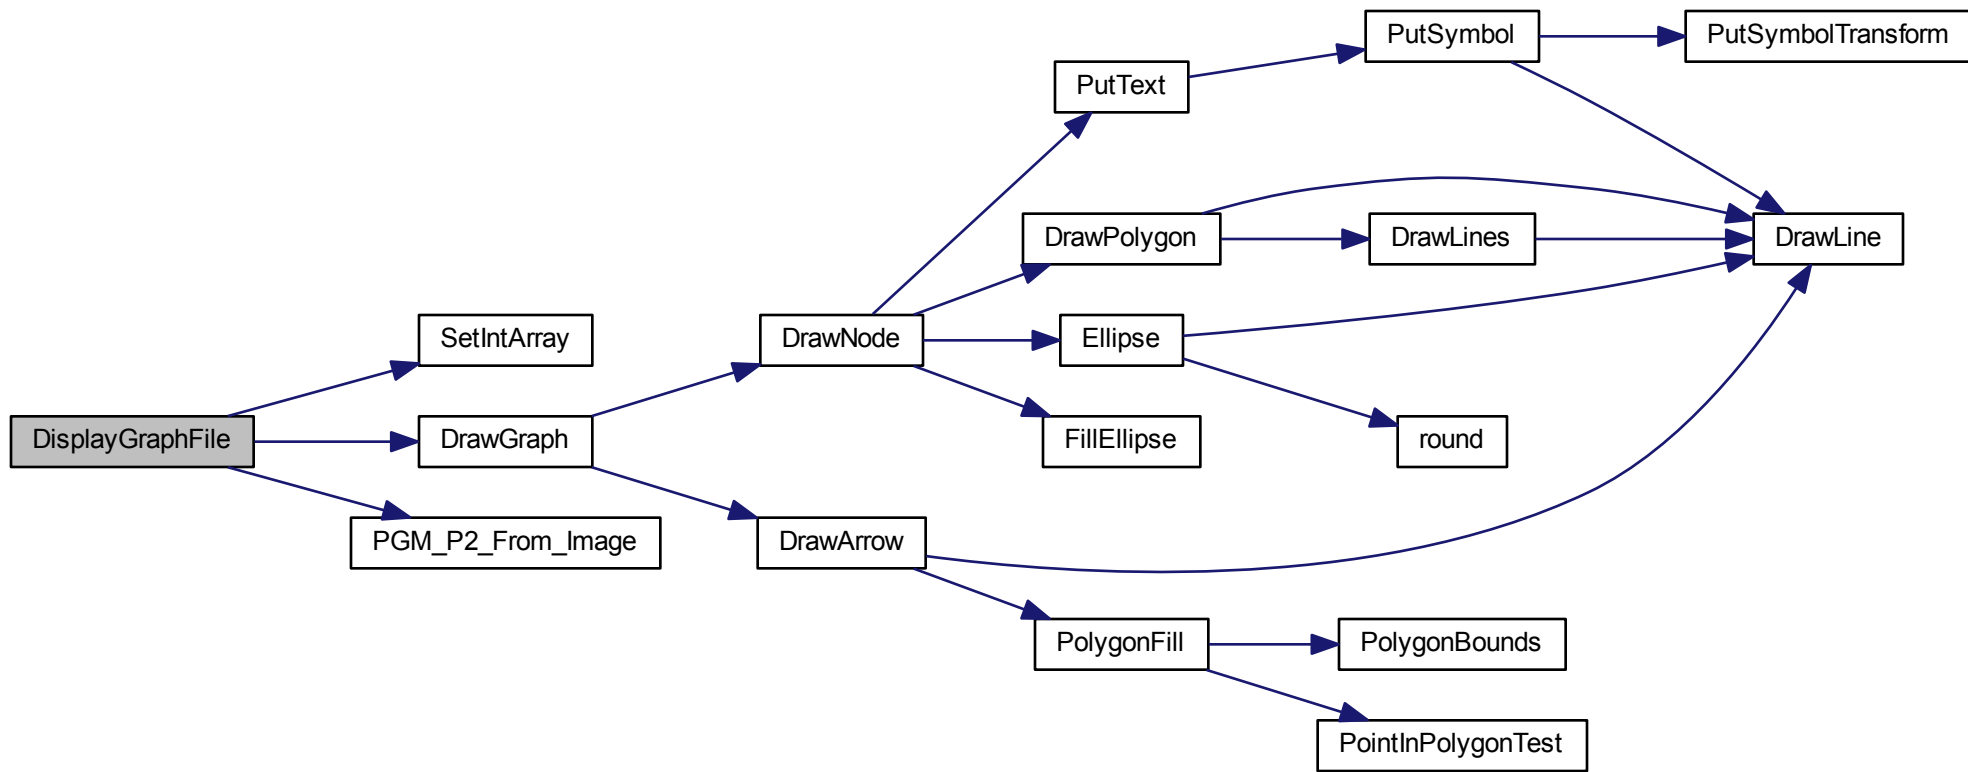 PutSymbol
PutSymbolTransform
PutText
DrawPolygon
DrawLines
DrawLine
SetIntArray
DrawNode
Ellipse
DisplayGraphFile
DrawGraph
FillEllipse
round
PGM_P2_From_Image
DrawArrow
PolygonFill
PolygonBounds
PointInPolygonTest